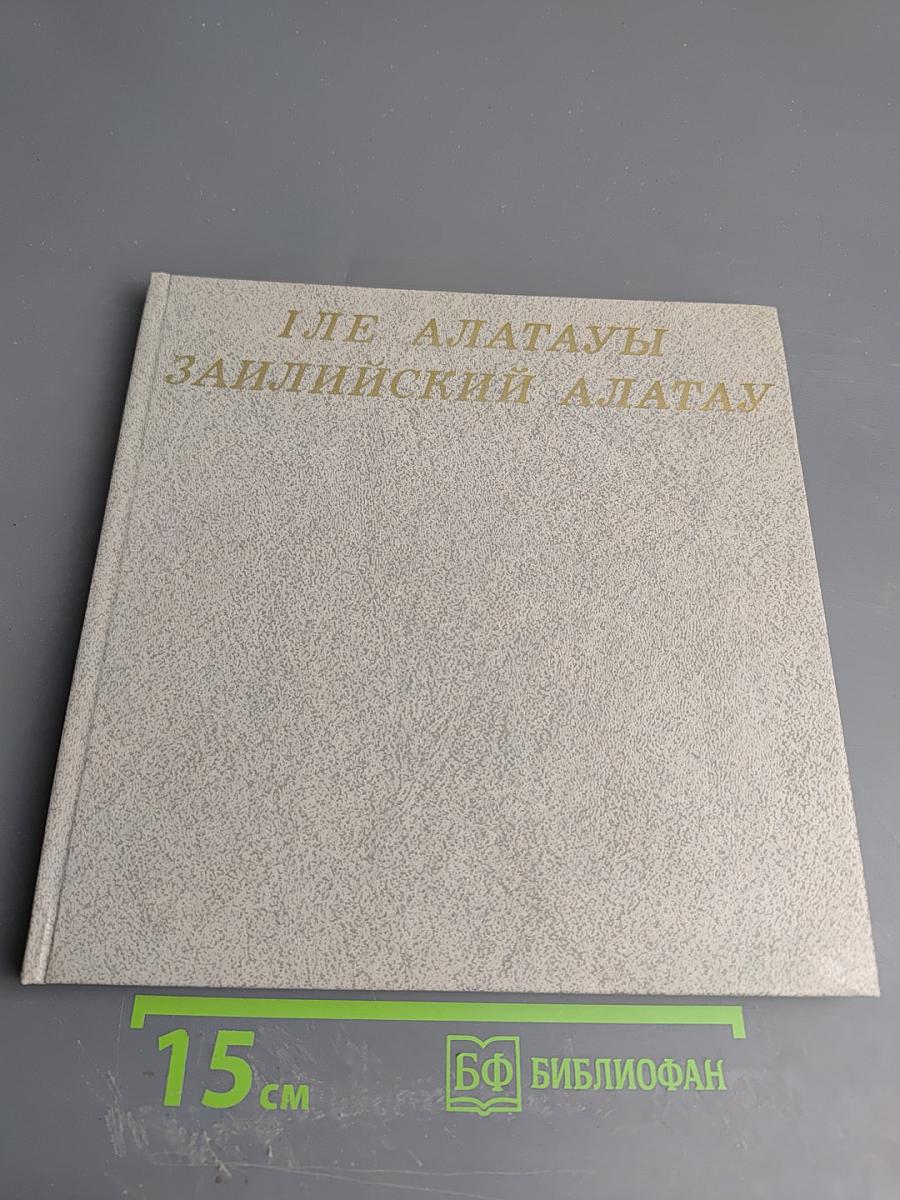 ІЛЕ АЛАТАУЫ
ЗАИЛИЙСКИЙ АЛАТАУ
15 см
БФ БИБЛИОФАН